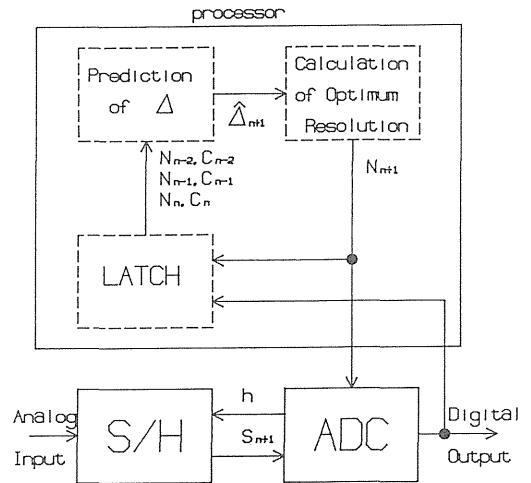 processor
Prediction
of Δ
Δ̂n+1
Calculation
of Optimum
Resolution
Nn-2, Cn-2
Nn-1, Cn-1
Nn, Cn
Nn+1
LATCH
Analog
Input
S/H
h
Sn+1
ADC
Digital
Output